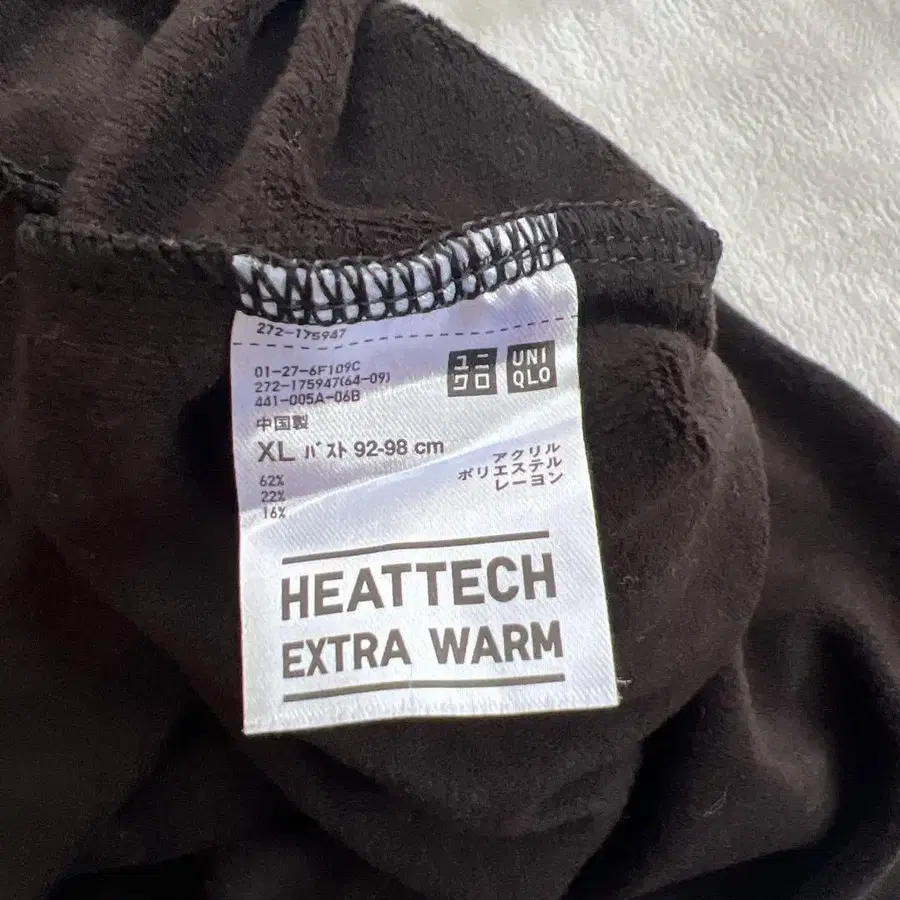 272-175947
01-27-6F109C
272-175947(64-09)
441-005A-06B
ユニ
クロ
UNI
QLO
中国製
XL バスト 92-98 cm
62%
22%
16%
アクリル
ポリエステル
レーヨン
HEATTECH
EXTRA WARM